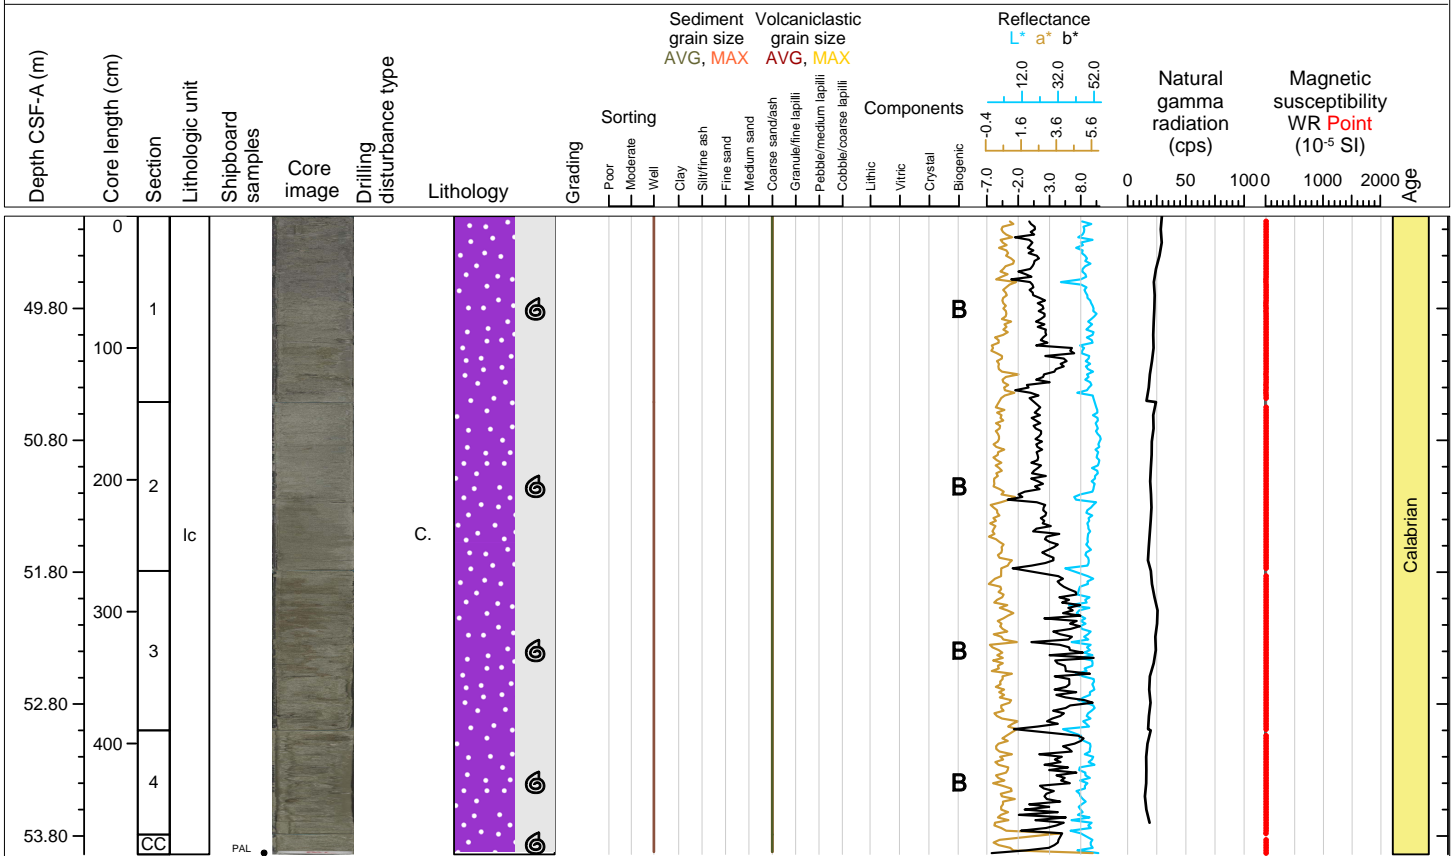 Depth CSF-A (m)
Core length (cm)
Section
Lithologic unit
Shipboard
samples
Core
image
Drilling
disturbance type
Lithology
Grading
Sorting
Poor
Moderate
Well
Sediment
grain size
AVG, MAX
Volcaniclastic
grain size
AVG, MAX
Clay
Silt/fine ash
Fine sand
Medium sand
Coarse sand/ash
Granule/fine lapilli
Pebble/medium lapilli
Cobble/coarse lapilli
Components
Lithic
Vitric
Crystal
Biogenic
Reflectance
L* a* b*
12.0 32.0 52.0
-0.4 1.6 3.6 5.6
-7.0 -2.0 3.0 8.0
Natural
gamma
radiation
(cps)
0 50 100
Magnetic
susceptibility
WR Point
(10-5 SI)
0 1000 2000
Age
0
49.80
1
B
100
50.80
200
2
B
Ic
C.
Calabrian
51.80
300
3
B
52.80
400
4
B
53.80
CC
PAL